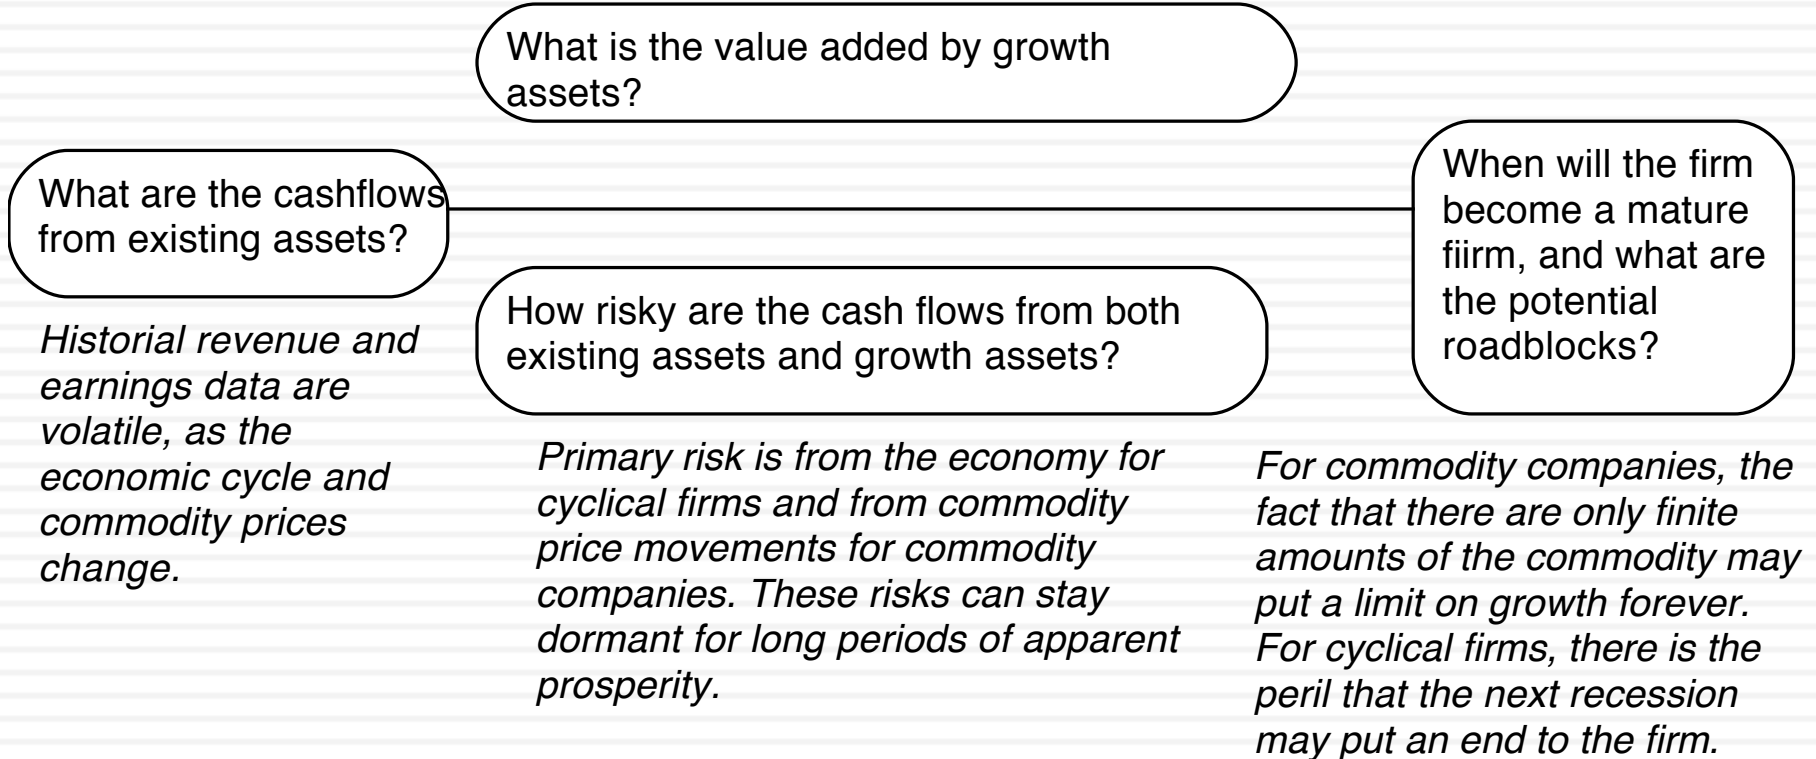 What is the value added by growth
assets?
What are the cashflows
from existing assets?
Historial revenue and
earnings data are
volatile, as the
economic cycle and
commodity prices
change.
How risky are the cash flows from both
existing assets and growth assets?
Primary risk is from the economy for
cyclical firms and from commodity
price movements for commodity
companies. These risks can stay
dormant for long periods of apparent
prosperity.
When will the firm
become a mature
fiirm, and what are
the potential
roadblocks?
For commodity companies, the
fact that there are only finite
amounts of the commodity may
put a limit on growth forever.
For cyclical firms, there is the
peril that the next recession
may put an end to the firm.